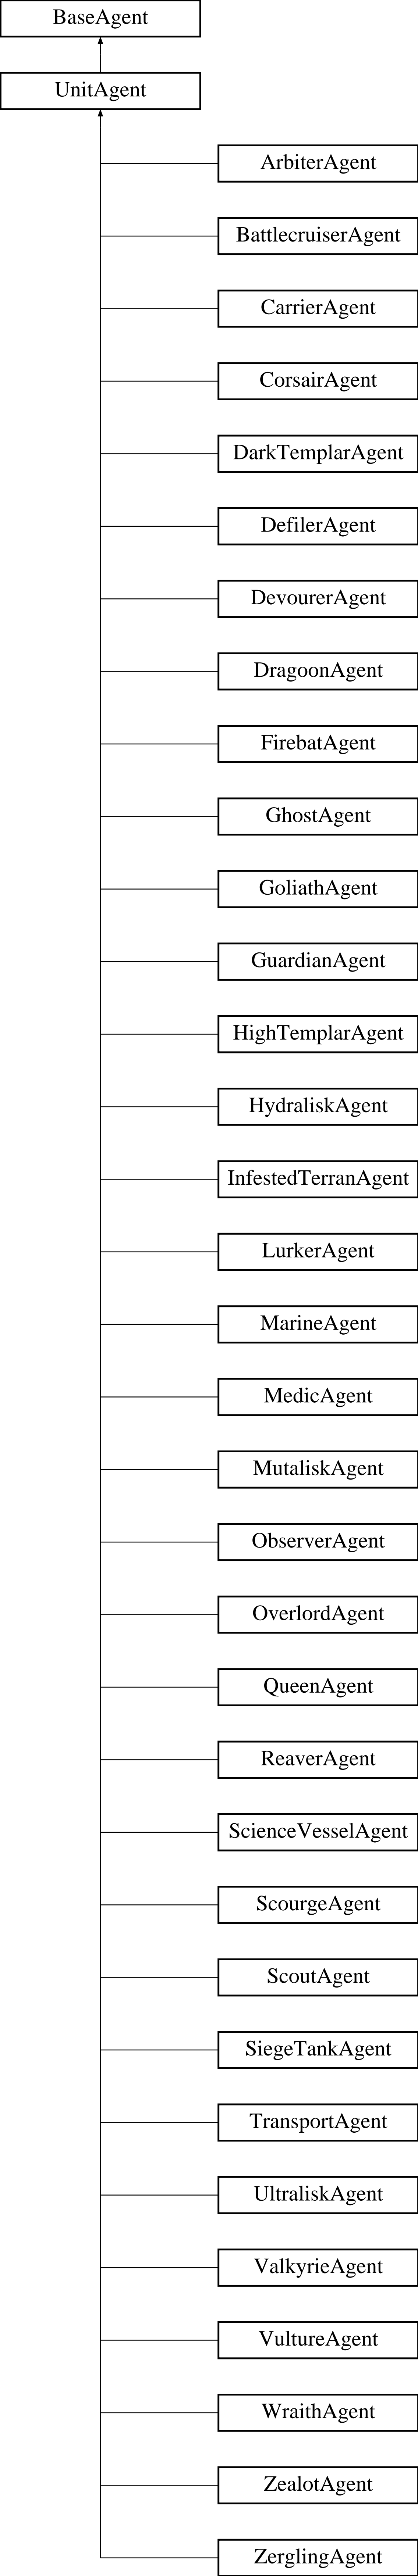 BaseAgent
UnitAgent
ArbiterAgent
BattlecruiserAgent
CarrierAgent
CorsairAgent
DarkTemplarAgent
DefilerAgent
DevourerAgent
DragoonAgent
FirebatAgent
GhostAgent
GoliathAgent
GuardianAgent
HighTemplarAgent
HydraliskAgent
InfestedTerranAgent
LurkerAgent
MarineAgent
MedicAgent
MutaliskAgent
ObserverAgent
OverlordAgent
QueenAgent
ReaverAgent
ScienceVesselAgent
ScourgeAgent
ScoutAgent
SiegeTankAgent
TransportAgent
UltraliskAgent
ValkyrieAgent
VultureAgent
WraithAgent
ZealotAgent
ZerglingAgent